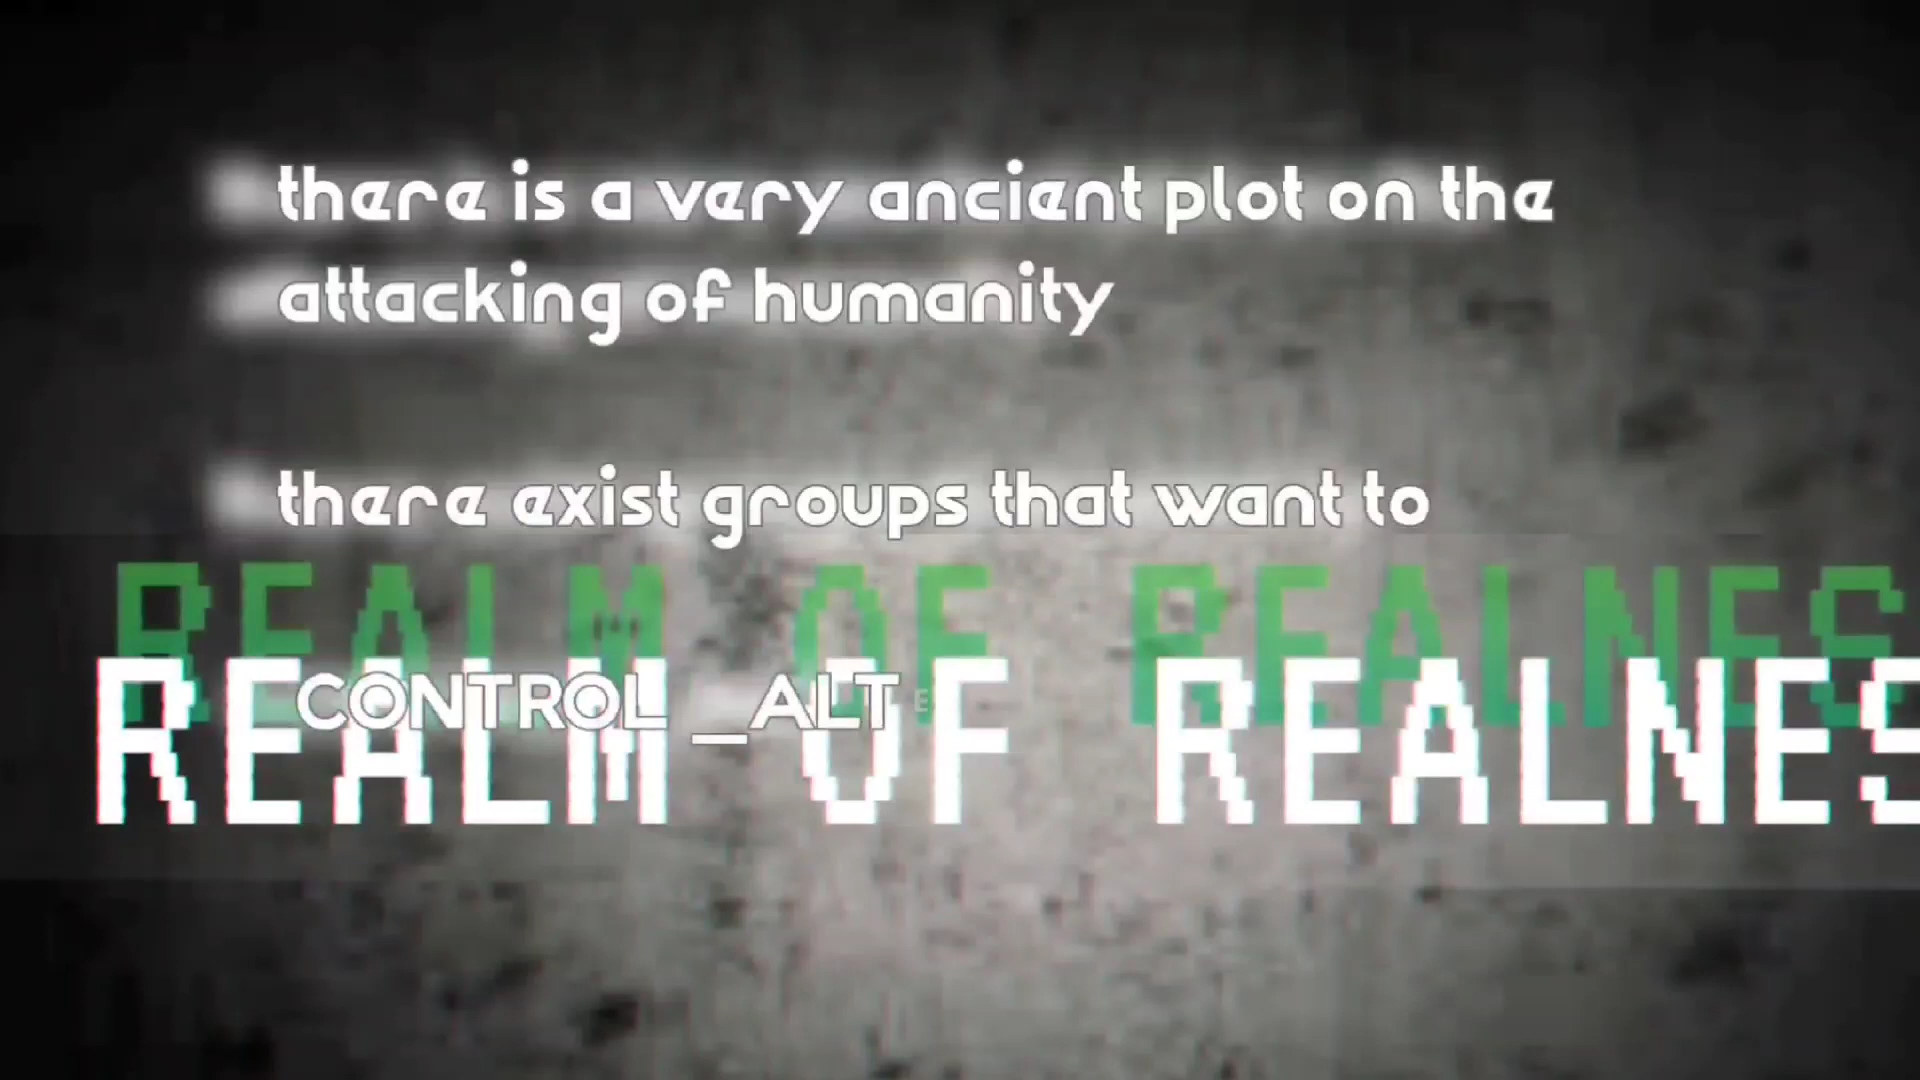 there is a very ancient plot on the
attacking of humanity
there exist groups that want to
REALM OF REALNES
CONTROL_ALT E
REALM OF REALNES